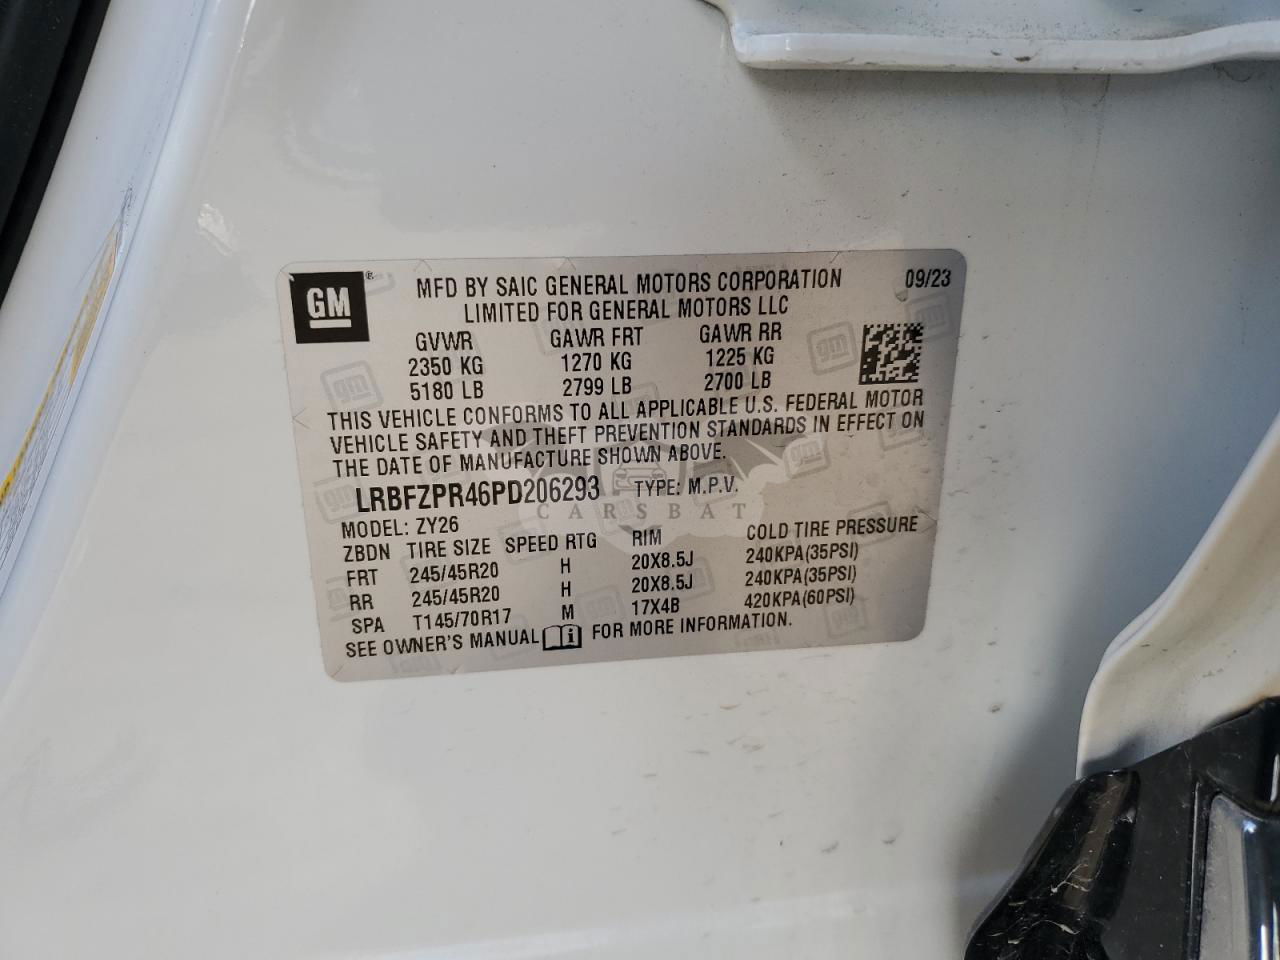 GM ®
MFD BY SAIC GENERAL MOTORS CORPORATION 09/23
LIMITED FOR GENERAL MOTORS LLC
GVWR GAWR FRT GAWR RR
2350 KG 1270 KG 1225 KG
5180 LB 2799 LB 2700 LB
THIS VEHICLE CONFORMS TO ALL APPLICABLE U.S. FEDERAL MOTOR
VEHICLE SAFETY AND THEFT PREVENTION STANDARDS IN EFFECT ON
THE DATE OF MANUFACTURE SHOWN ABOVE.
LRBFZPR46PD206293 TYPE: M.P.V.
CARSBAT
MODEL: ZY26
ZBDN TIRE SIZE SPEED RTG RIM COLD TIRE PRESSURE
FRT 245/45R20 H 20X8.5J 240KPA(35PSI)
RR 245/45R20 H 20X8.5J 240KPA(35PSI)
SPA T145/70R17 M 17X4B 420KPA(60PSI)
SEE OWNER'S MANUAL i FOR MORE INFORMATION.